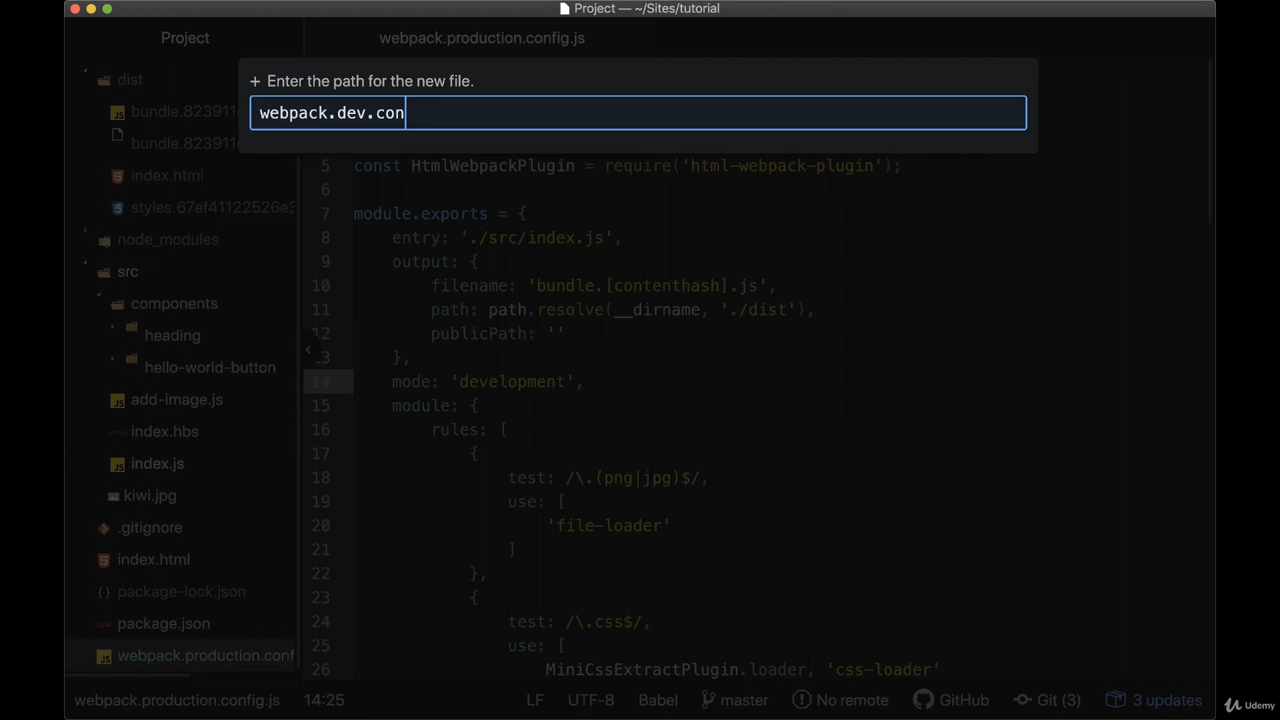 Project — ~/Sites/tutorial
Project
webpack.production.config.js
+ Enter the path for the new file.
webpack.dev.con
dist
bundle.823911
bundle.823911
index.html
styles.67ef41122526e3
node_modules
src
components
heading
hello-world-button
add-image.js
index.hbs
index.js
kiwi.jpg
.gitignore
index.html
package-lock.json
package.json
webpack.production.conf
5 const HtmlWebpackPlugin = require('html-webpack-plugin');
6
7 module.exports = {
8 entry: './src/index.js',
9 output: {
10 filename: 'bundle.[contenthash].js',
11 path: path.resolve(__dirname, './dist'),
12 publicPath: ''
13 },
14 mode: 'development',
15 module: {
16 rules: [
17 {
18 test: /\.(png|jpg)$/,
19 use: [
20 'file-loader'
21 ]
22 },
23 {
24 test: /\.css$/,
25 use: [
26 MiniCssExtractPlugin.loader, 'css-loader'
webpack.production.config.js 14:25 LF UTF-8 Babel master No remote GitHub Git (3) 3 updates
Udemy